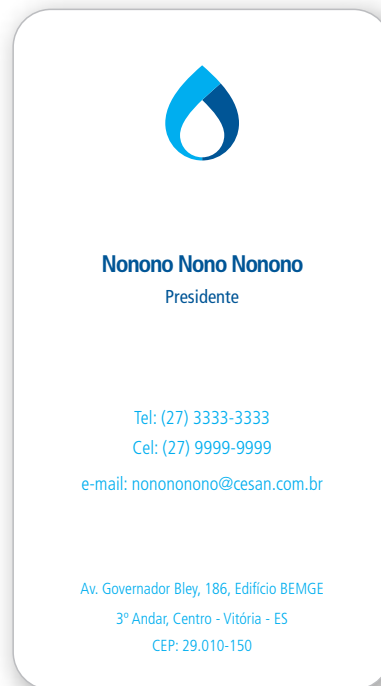 Nonono Nono Nonono
Presidente
Tel: (27) 3333-3333
Cel: (27) 9999-9999
e-mail: nonononono@cesan.com.br
Av. Governador Bley, 186, Edifício BEMGE
3º Andar, Centro - Vitória - ES
CEP: 29.010-150